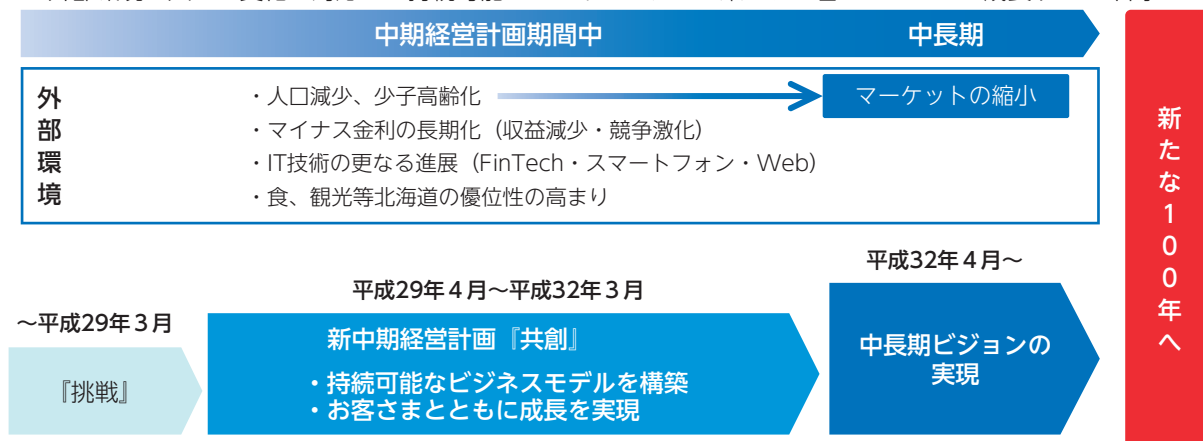 中期経営計画期間中
中長期
外部環境
・人口減少、少子高齢化
マーケットの縮小
・マイナス金利の長期化（収益減少・競争激化）
・IT技術の更なる進展（FinTech・スマートフォン・Web）
・食、観光等北海道の優位性の高まり
新たな100年へ
平成32年４月～
平成29年４月～平成32年３月
～平成29年３月
新中期経営計画『共創』
・持続可能なビジネスモデルを構築
・お客さまとともに成長を実現
中長期ビジョンの
実現
『挑戦』